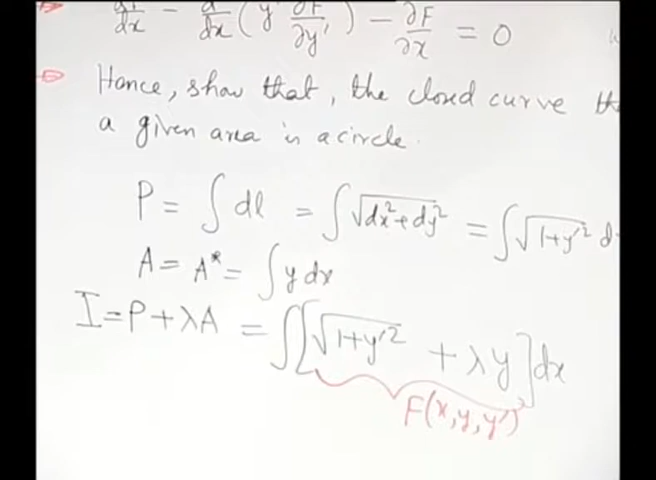 dF/dx - d/dx (y' ∂F/∂y') - ∂F/∂x = 0
Hence, show that, the closed curve
a given area is a circle.
P = ∫ dl = ∫ √dx²+dy² = ∫ √1+y'²
A = A* = ∫ y dx
I = P + λA = ∫ [√1+y'² + λy] dx
F(x, y, y')